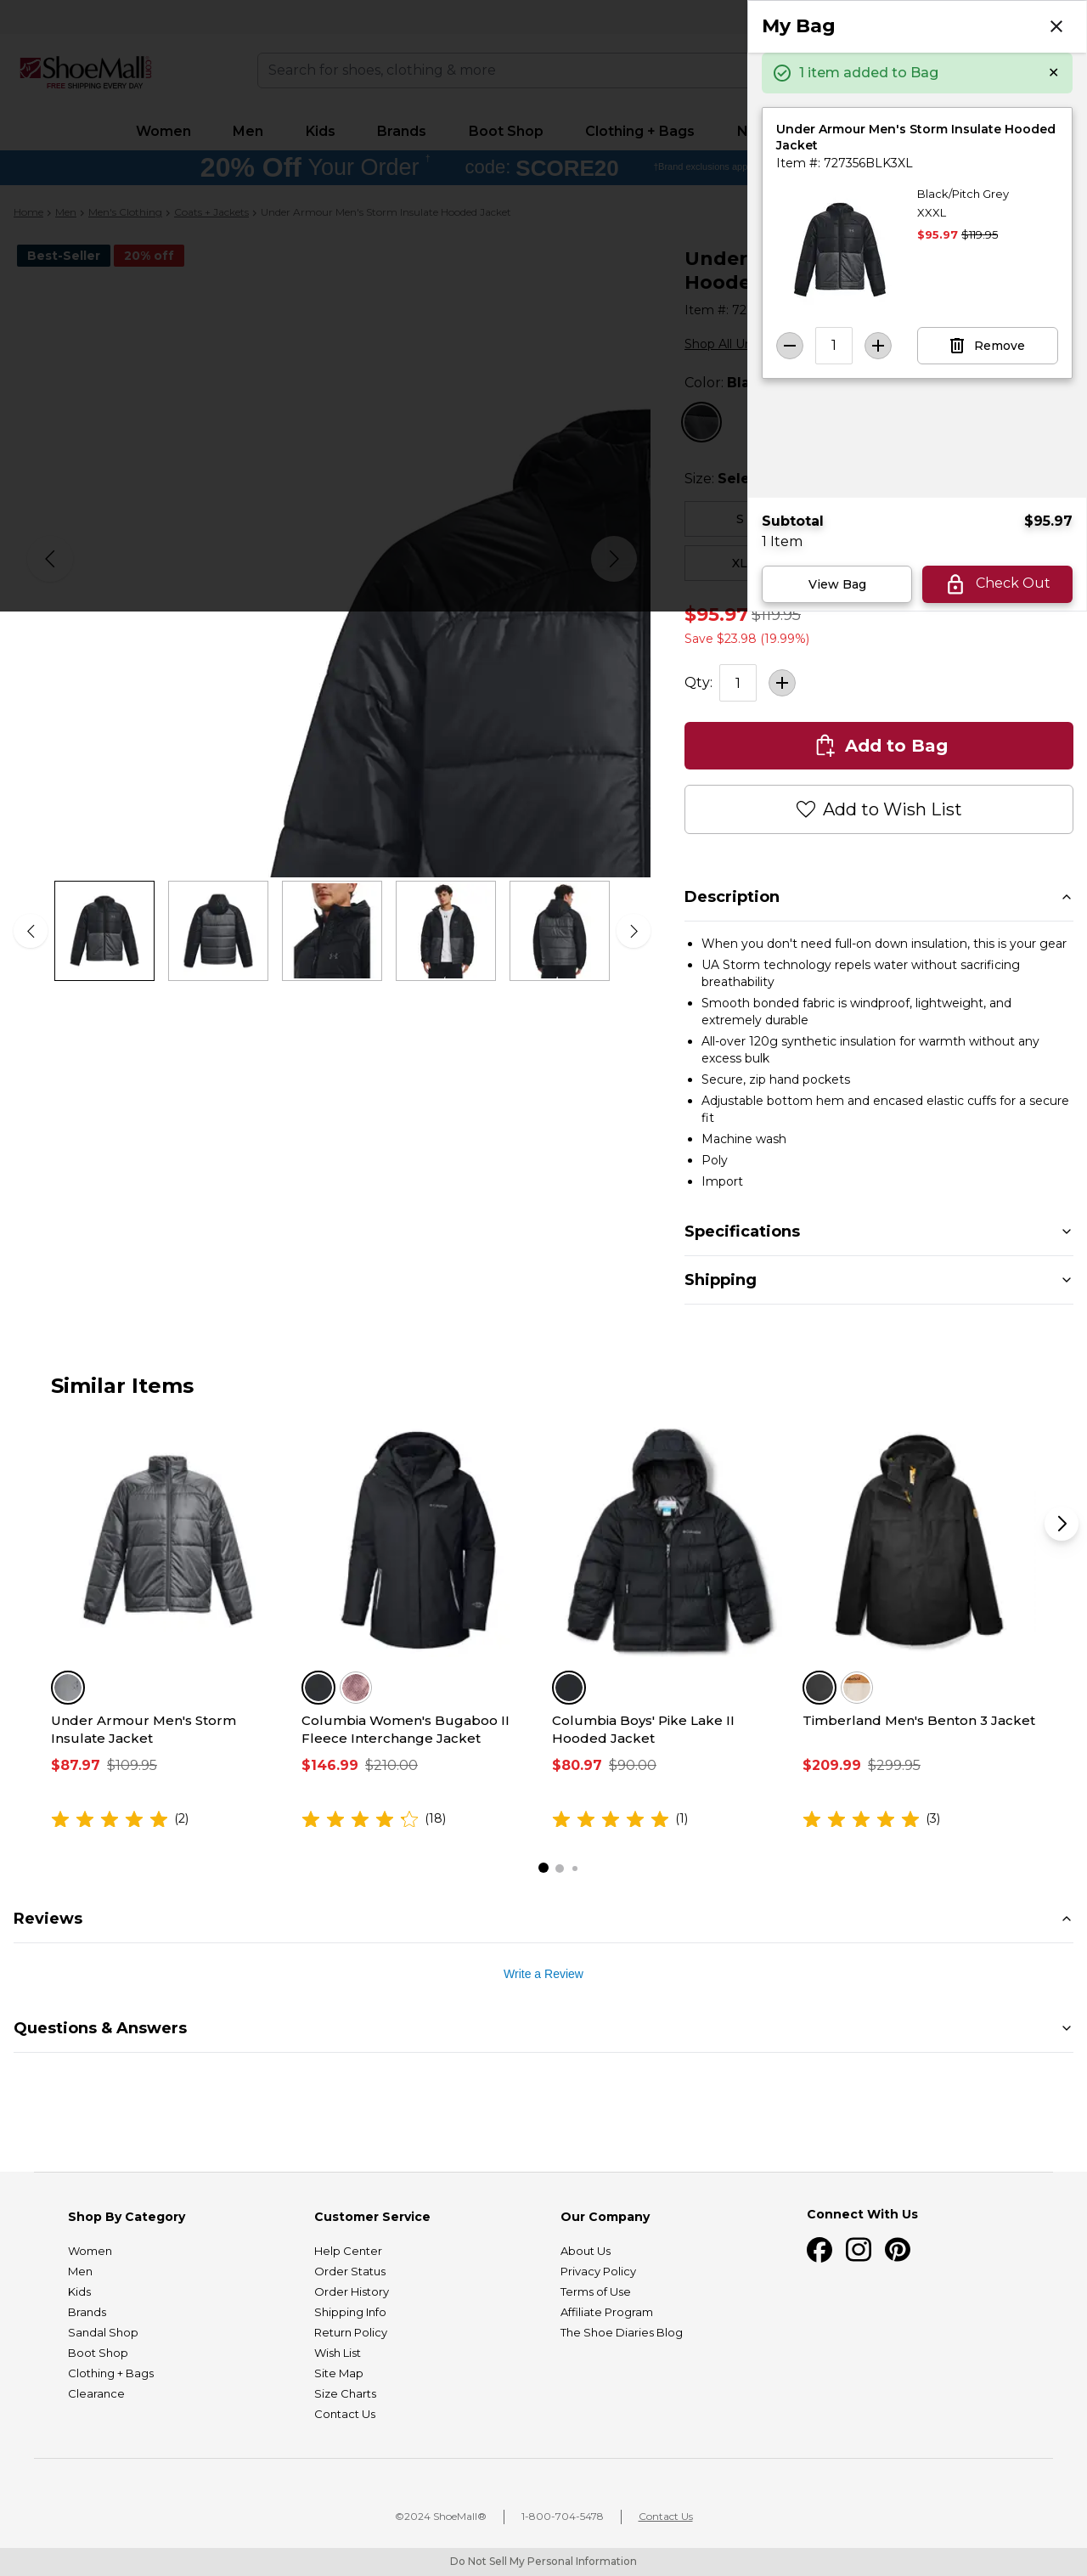 My Bag
1 item added to Bag
Under Armour Men's Storm Insulate Hooded
Jacket
Item #: 727356BLK3XL
Black/Pitch Grey
XXXL
$95.97 $119.95
1
Remove
Subtotal
$95.97
1 Item
View Bag
Check Out
ShoeMall
FREE SHIPPING EVERY DAY
Search for shoes, clothing & more
Women
Men
Kids
Brands
Boot Shop
Clothing + Bags
N
20% Off Your Order † code: SCORE20 †Brand exclusions app
Home > Men > Men's Clothing > Coats + Jackets > Under Armour Men's Storm Insulate Hooded Jacket
Best-Seller
20% off
Under
Hoode
Item #: 72
Shop All Un
Color: Bla
Size: Sele
S
XL
$95.97 $119.95
Save $23.98 (19.99%)
Qty: 1
Add to Bag
Add to Wish List
Description
• When you don't need full-on down insulation, this is your gear
• UA Storm technology repels water without sacrificing
breathability
• Smooth bonded fabric is windproof, lightweight, and
extremely durable
• All-over 120g synthetic insulation for warmth without any
excess bulk
• Secure, zip hand pockets
• Adjustable bottom hem and encased elastic cuffs for a secure
fit
• Machine wash
• Poly
• Import
Specifications
Shipping
Similar Items
Under Armour Men's Storm
Insulate Jacket
$87.97 $109.95
(2)
Columbia Women's Bugaboo II
Fleece Interchange Jacket
$146.99 $210.00
(18)
Columbia Boys' Pike Lake II
Hooded Jacket
$80.97 $90.00
(1)
Timberland Men's Benton 3 Jacket
$209.99 $299.95
(3)
Reviews
Write a Review
Questions & Answers
Shop By Category
Women
Men
Kids
Brands
Sandal Shop
Boot Shop
Clothing + Bags
Clearance
Customer Service
Help Center
Order Status
Order History
Shipping Info
Return Policy
Wish List
Site Map
Size Charts
Contact Us
Our Company
About Us
Privacy Policy
Terms of Use
Affiliate Program
The Shoe Diaries Blog
Connect With Us
©2024 ShoeMall®
1-800-704-5478
Contact Us
Do Not Sell My Personal Information